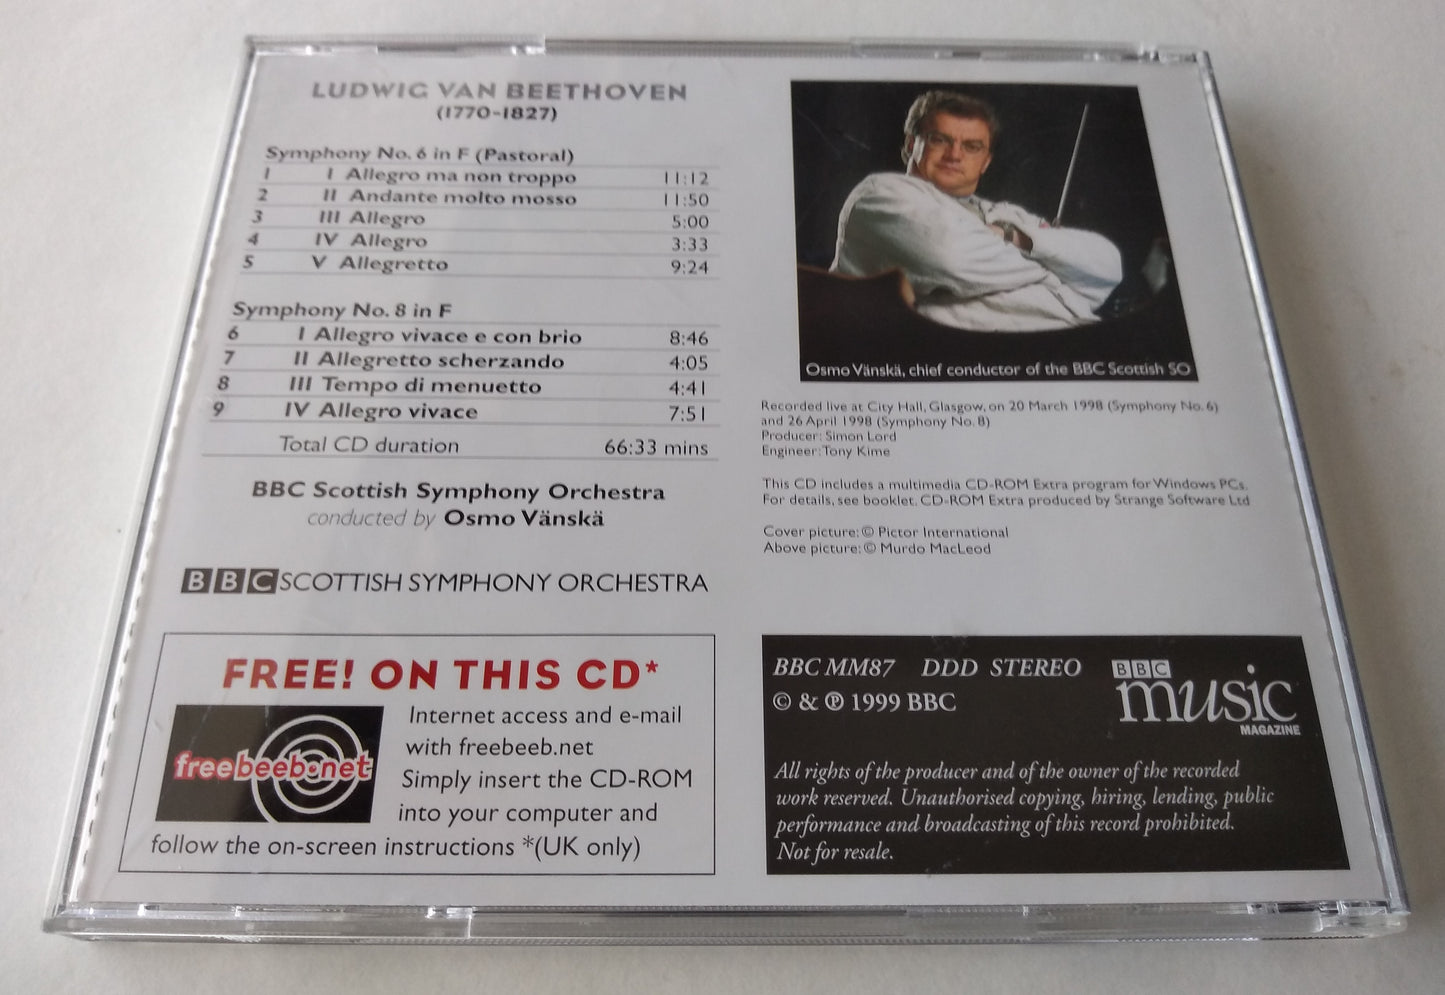 LUDWIG VAN BEETHOVEN
(1770-1827)
Symphony No. 6 in F (Pastoral)
1 I Allegro ma non troppo 11:12
2 II Andante molto mosso 11:50
3 III Allegro 5:00
4 IV Allegro 3:33
5 V Allegretto 9:24
Symphony No. 8 in F
6 I Allegro vivace e con brio 8:46
7 II Allegretto scherzando 4:05
8 III Tempo di menuetto 4:41
9 IV Allegro vivace 7:51
Total CD duration 66:33 mins
BBC Scottish Symphony Orchestra
conducted by Osmo Vänskä
BBC SCOTTISH SYMPHONY ORCHESTRA
FREE! ON THIS CD*
freebeeb.net
Internet access and e-mail
with freebeeb.net
Simply insert the CD-ROM
into your computer and
follow the on-screen instructions *(UK only)
Osmo Vänskä, chief conductor of the BBC Scottish SO
Recorded live at City Hall, Glasgow, on 20 March 1998 (Symphony No. 6)
and 26 April 1998 (Symphony No. 8)
Producer: Simon Lord
Engineer: Tony Kime
This CD includes a multimedia CD-ROM Extra program for Windows PCs.
For details, see booklet. CD-ROM Extra produced by Strange Software Ltd
Cover picture: © Pictor International
Above picture: © Murdo MacLeod
BBC MM87 DDD STEREO
© & ℗ 1999 BBC
BBC
music
MAGAZINE
All rights of the producer and of the owner of the recorded
work reserved. Unauthorised copying, hiring, lending, public
performance and broadcasting of this record prohibited.
Not for resale.